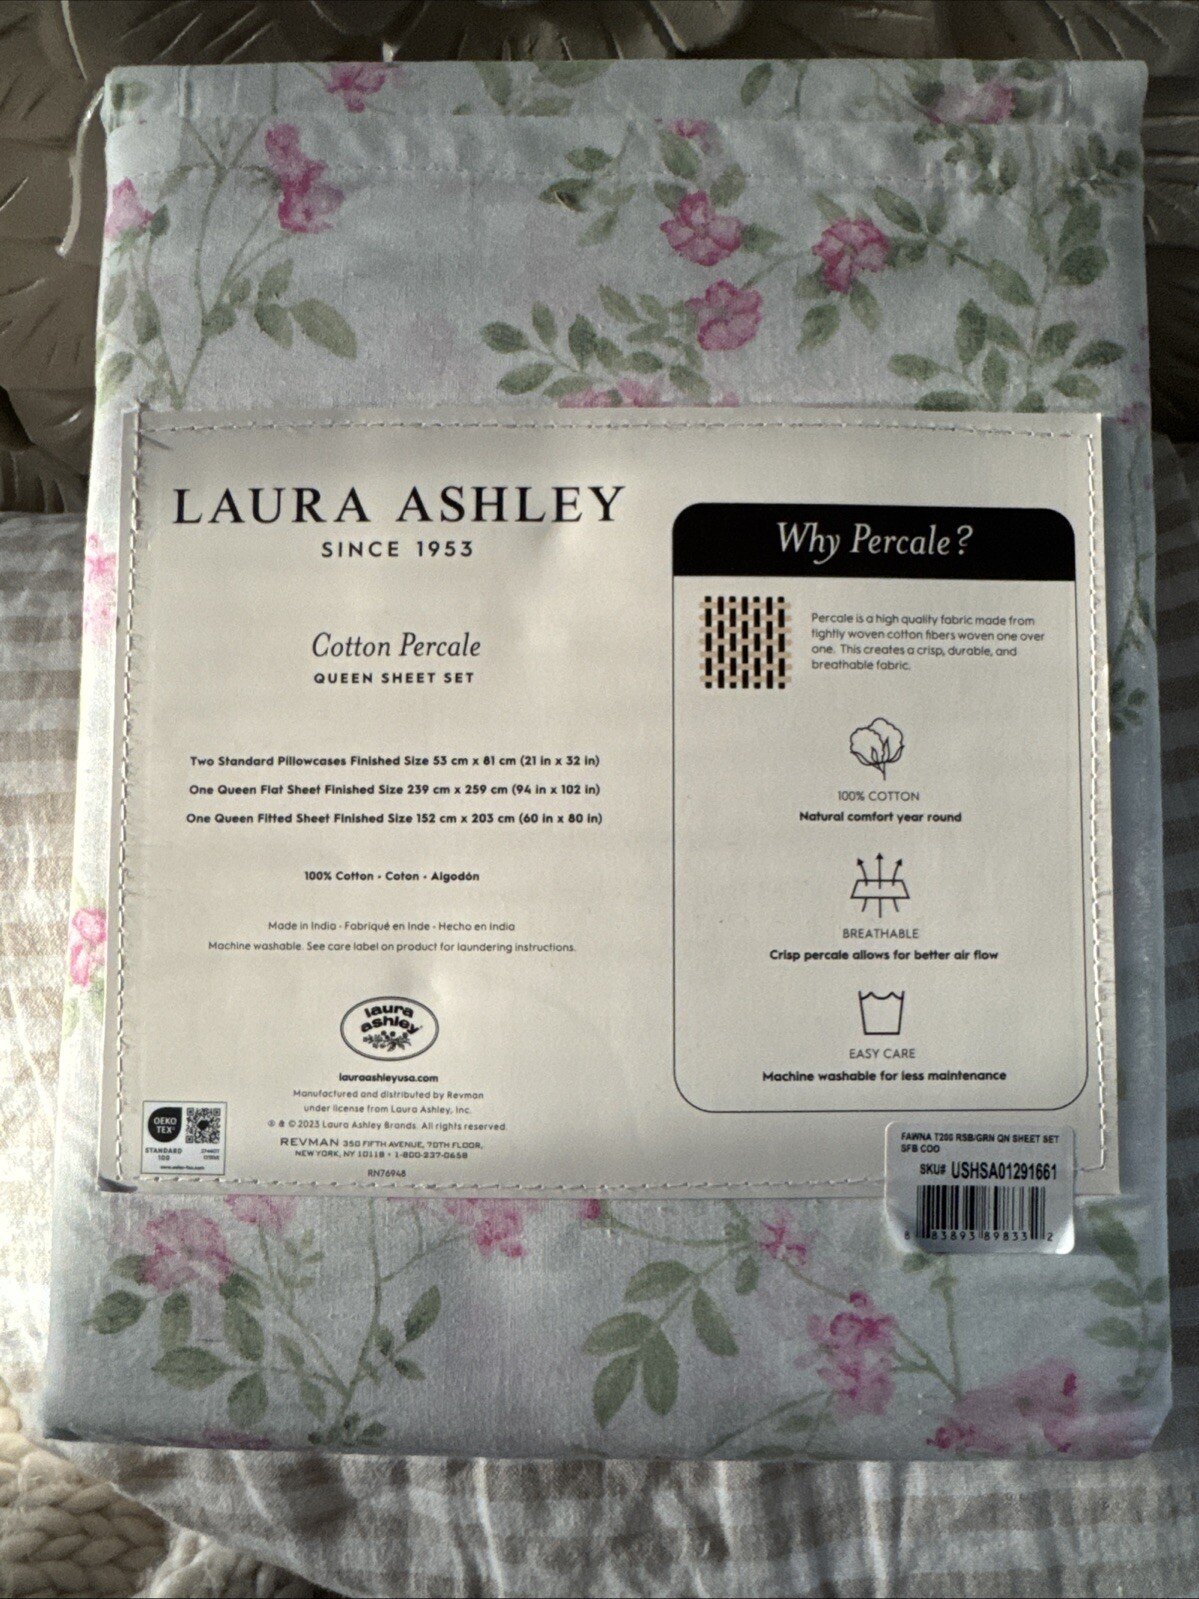 LAURA ASHLEY
SINCE 1953
Cotton Percale
QUEEN SHEET SET
Two Standard Pillowcases Finished Size 53 cm x 81 cm (21 in x 32 in)
One Queen Flat Sheet Finished Size 239 cm x 259 cm (94 in x 102 in)
One Queen Fitted Sheet Finished Size 152 cm x 203 cm (60 in x 80 in)
100% Cotton • Coton • Algodón
Made in India • Fabriqué en Inde • Hecho en India
Machine washable. See care label on product for laundering instructions.
laura
ashley
lauraashleyusa.com
Manufactured and distributed by Revman
under license from Laura Ashley, Inc.
© 2023 Laura Ashley Brands. All rights reserved.
REVMAN 350 FIFTH AVENUE, 70TH FLOOR,
NEW YORK, NY 10118 • 1-800-237-0658
RN76948
OEKO
TEX®
STANDARD
100
www.oeko-tex.com
Why Percale?
Percale is a high quality fabric made from
tightly woven cotton fibers woven one over
one. This creates a crisp, durable, and
breathable fabric.
100% COTTON
Natural comfort year round
BREATHABLE
Crisp percale allows for better air flow
EASY CARE
Machine washable for less maintenance
FAWNA T200 RSB/GRN QN SHEET SET
SFB COO
SKU# USHSA01291661
8 83893 89833 2